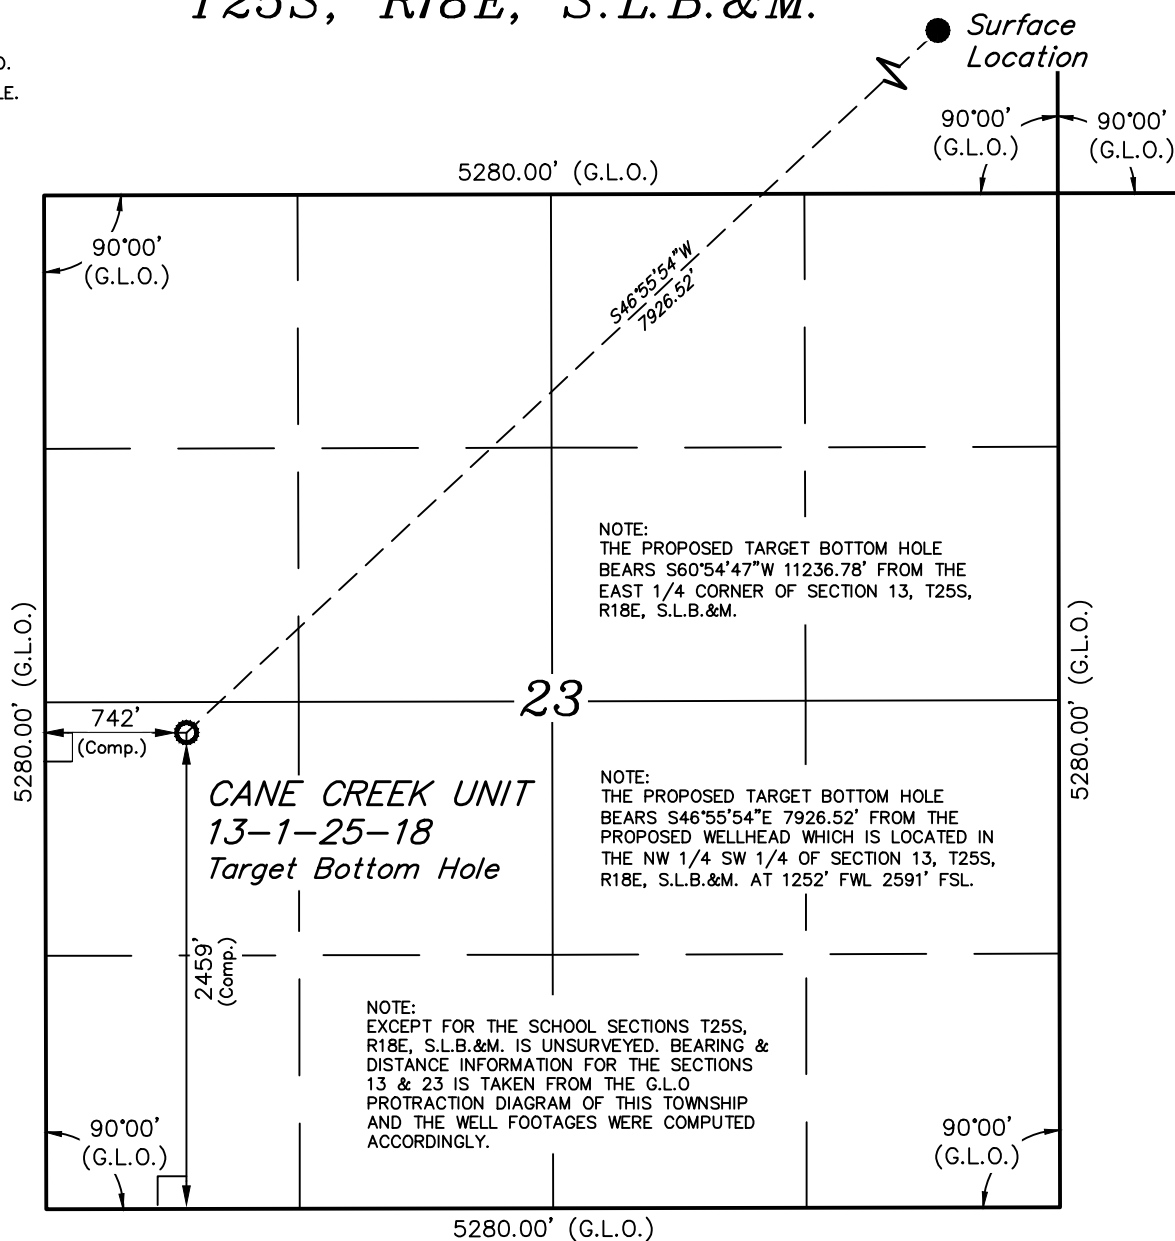 T25S, R18E, S.L.B.&M.
Surface
Location
90°00'
(G.L.O.)
90°00'
(G.L.O.)
5280.00' (G.L.O.)
90°00'
(G.L.O.)
S46°55'54"W
7926.52'
NOTE:
THE PROPOSED TARGET BOTTOM HOLE
BEARS S60°54'47"W 11236.78' FROM THE
EAST 1/4 CORNER OF SECTION 13, T25S,
R18E, S.L.B.&M.
5280.00' (G.L.O.)
5280.00' (G.L.O.)
23
742'
(Comp.)
CANE CREEK UNIT
13-1-25-18
Target Bottom Hole
NOTE:
THE PROPOSED TARGET BOTTOM HOLE
BEARS S46°55'54"E 7926.52' FROM THE
PROPOSED WELLHEAD WHICH IS LOCATED IN
THE NW 1/4 SW 1/4 OF SECTION 13, T25S,
R18E, S.L.B.&M. AT 1252' FWL 2591' FSL.
2459'
(Comp.)
NOTE:
EXCEPT FOR THE SCHOOL SECTIONS T25S,
R18E, S.L.B.&M. IS UNSURVEYED. BEARING &
DISTANCE INFORMATION FOR THE SECTIONS
13 & 23 IS TAKEN FROM THE G.L.O
PROTRACTION DIAGRAM OF THIS TOWNSHIP
AND THE WELL FOOTAGES WERE COMPUTED
ACCORDINGLY.
90°00'
(G.L.O.)
90°00'
(G.L.O.)
5280.00' (G.L.O.)